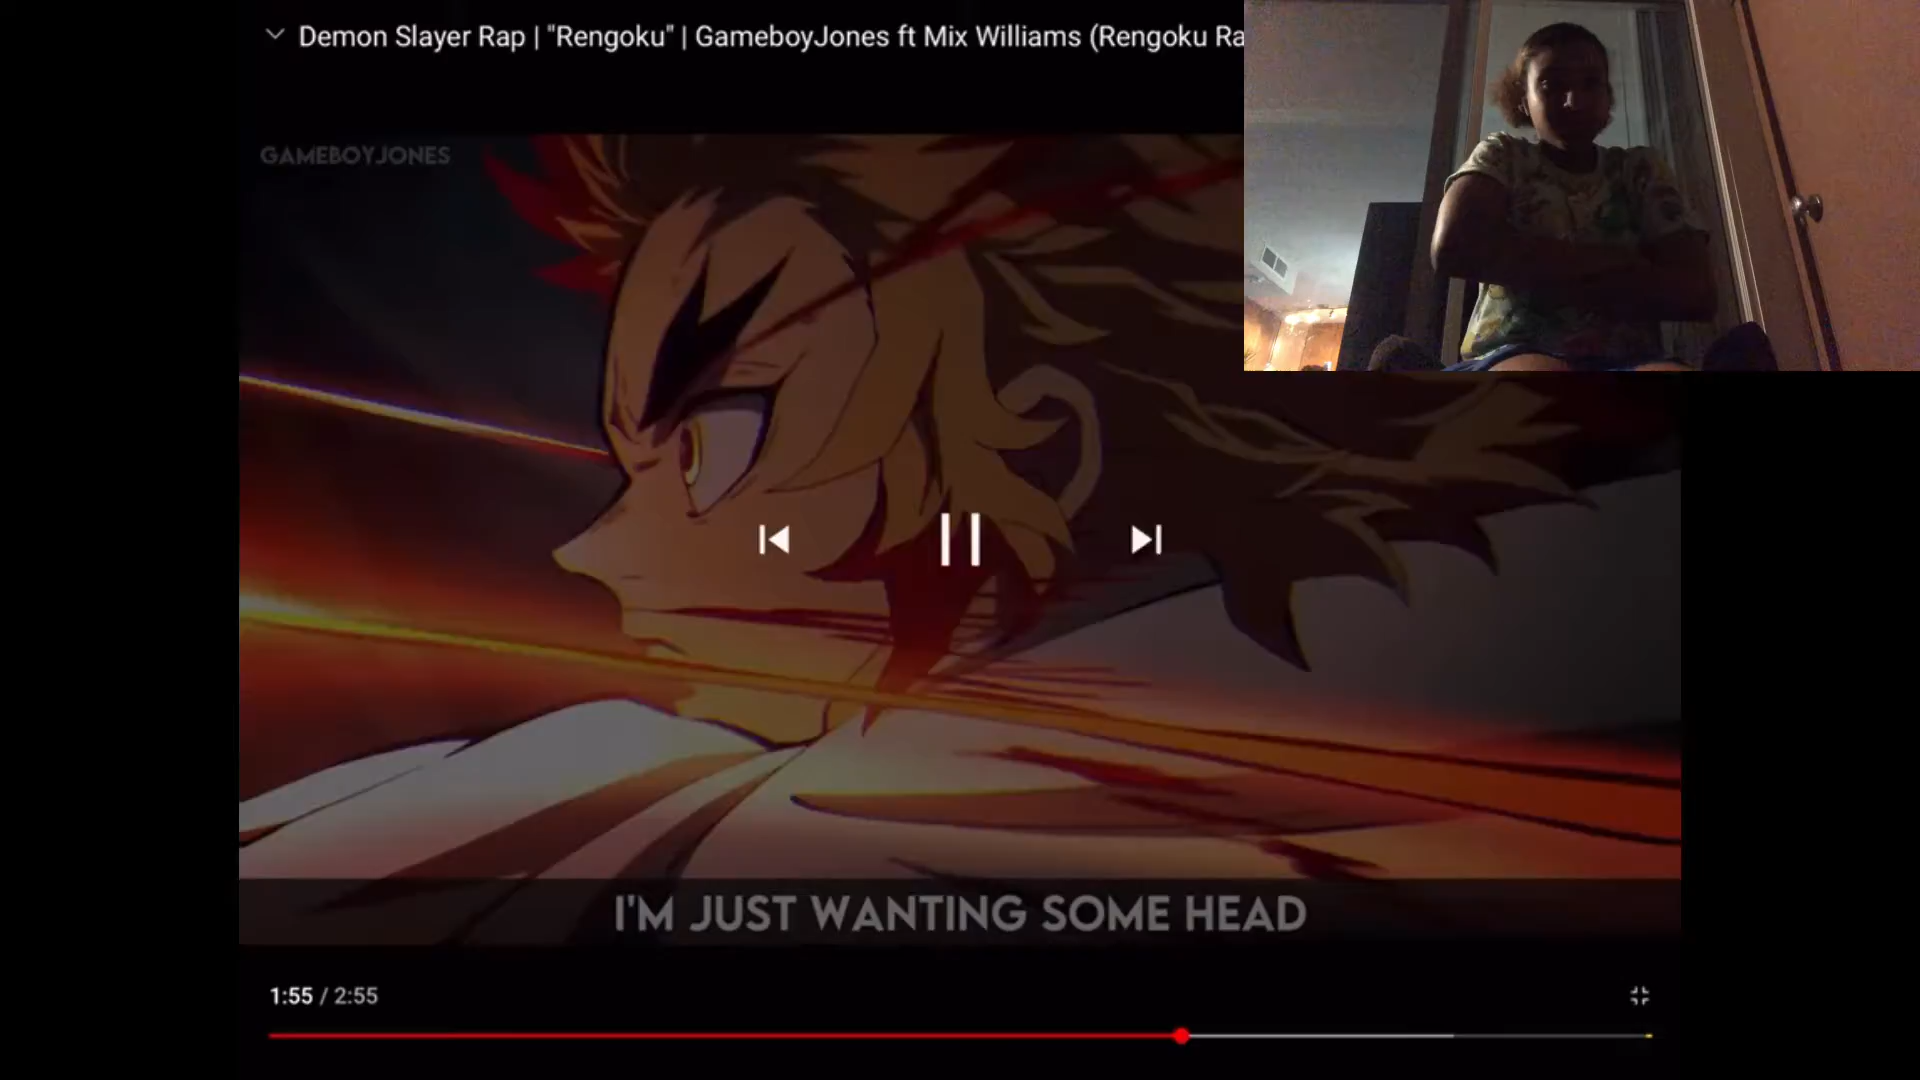 Demon Slayer Rap | "Rengoku" | GameboyJones ft Mix Williams (Rengoku Ra
GAMEBOYJONES
I'M JUST WANTING SOME HEAD
1:55 / 2:55